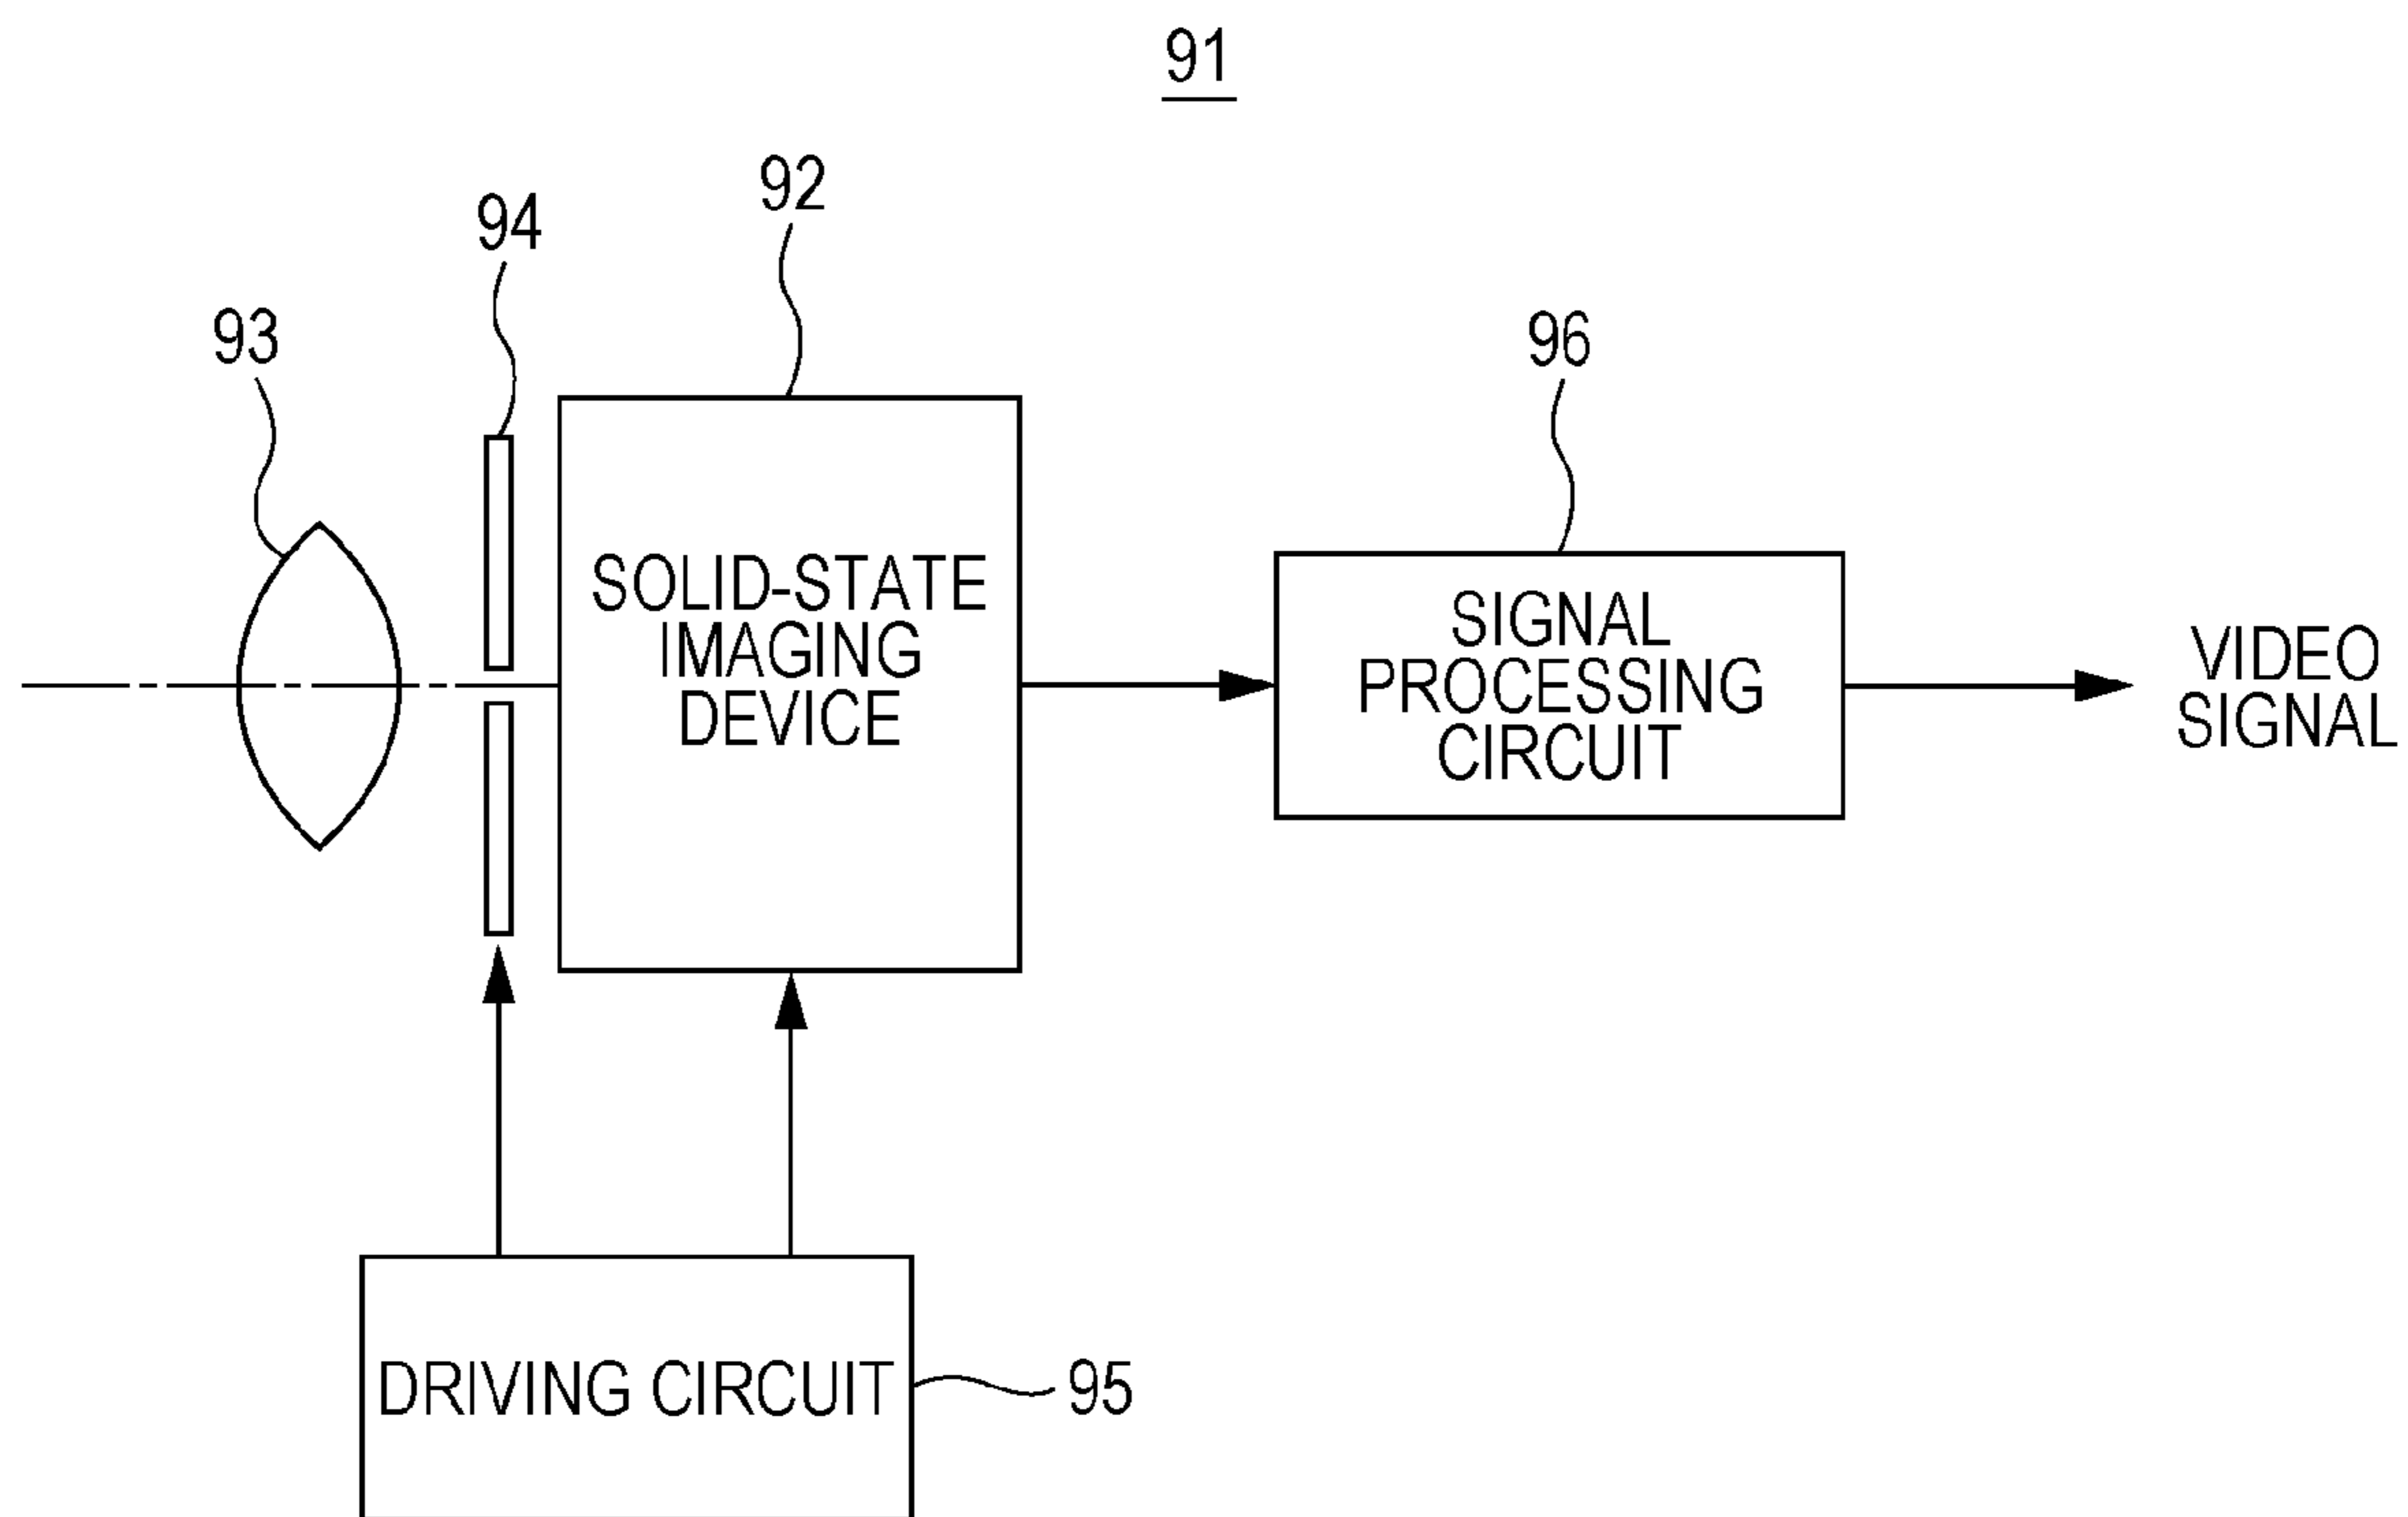 91
92
94
93
96
SOLID-STATE
IMAGING
DEVICE
SIGNAL
PROCESSING
CIRCUIT
VIDEO
SIGNAL
DRIVING CIRCUIT
95